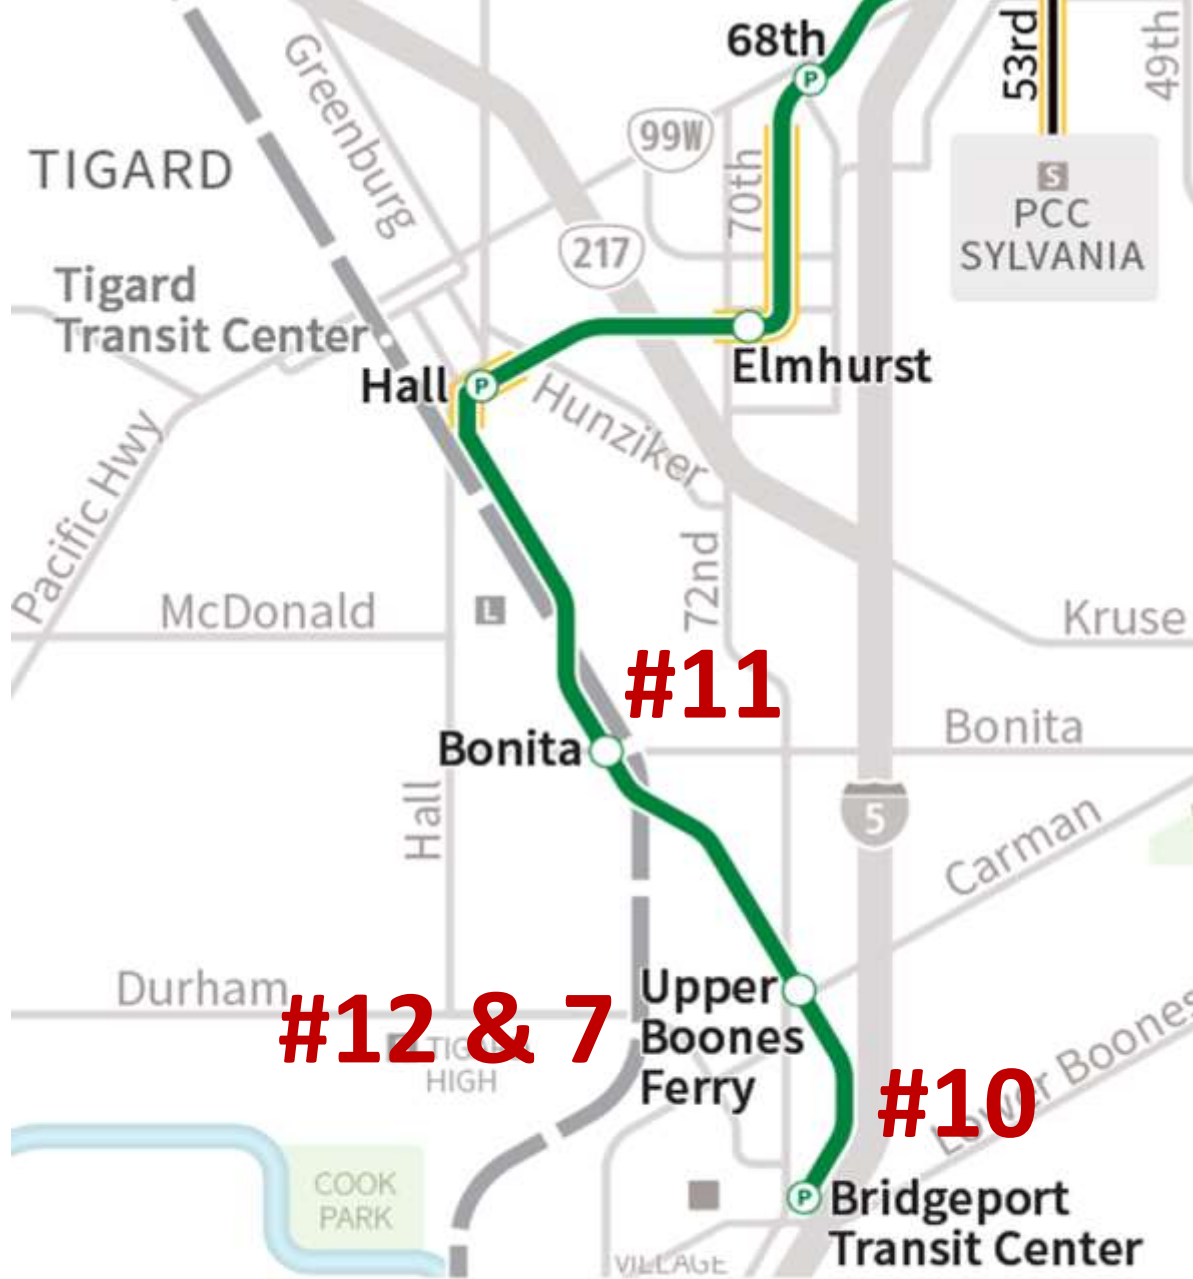 68th
53rd
49th
Greenburg
99W
TIGARD
70th
S
PCC
SYLVANIA
217
Tigard
Transit Center
P
Elmhurst
Hall
P
Hunziker
Pacific Hwy
72nd
McDonald
L
Kruse
#11
Bonita
Bonita
Hall
5
Carman
Durham
#12 & 7
HIGH
Upper
Boones
Ferry
#10
Lower Boones
COOK
PARK
P
Bridgeport
Transit Center
VILLAGE